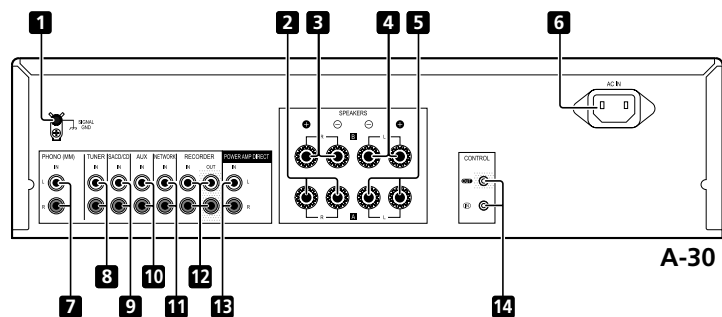 1 2 3 4 5 6
AC IN
SPEAKERS
SIGNAL GND
R B L
PHONO (MM) TUNER SACD/CD AUX NETWORK RECORDER POWER AMP DIRECT
IN IN IN IN IN IN OUT IN
CONTROL
L L
OUT
R R
IN
R A L
A-30
7 8 9 10 11 12 13 14